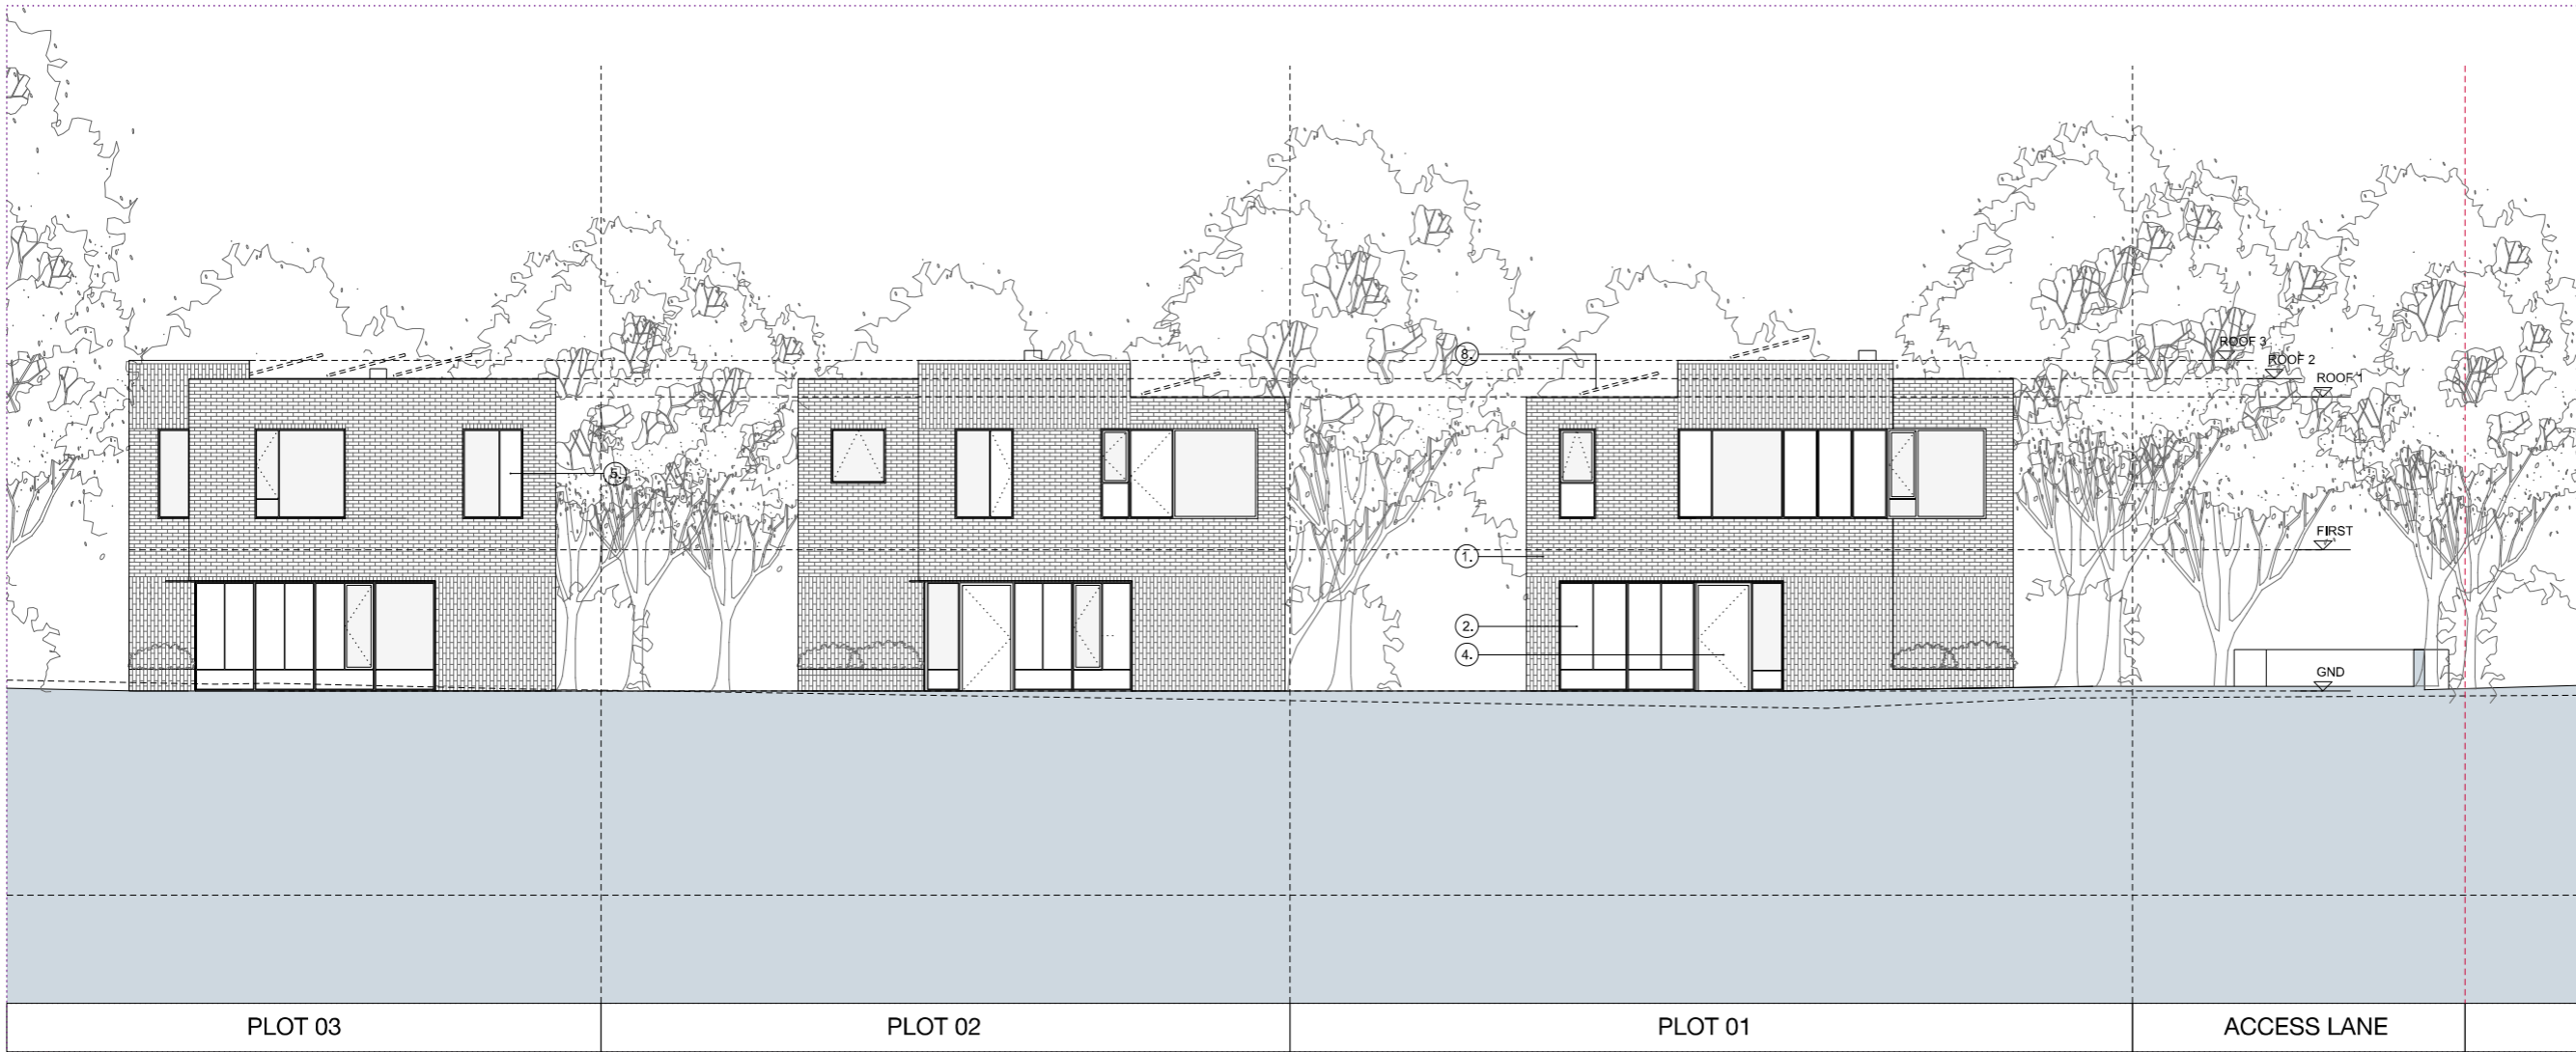 8.
ROOF 3
ROOF 2
ROOF 1
5.
FIRST
1.
2.
4.
GND
PLOT 03
PLOT 02
PLOT 01
ACCESS LANE